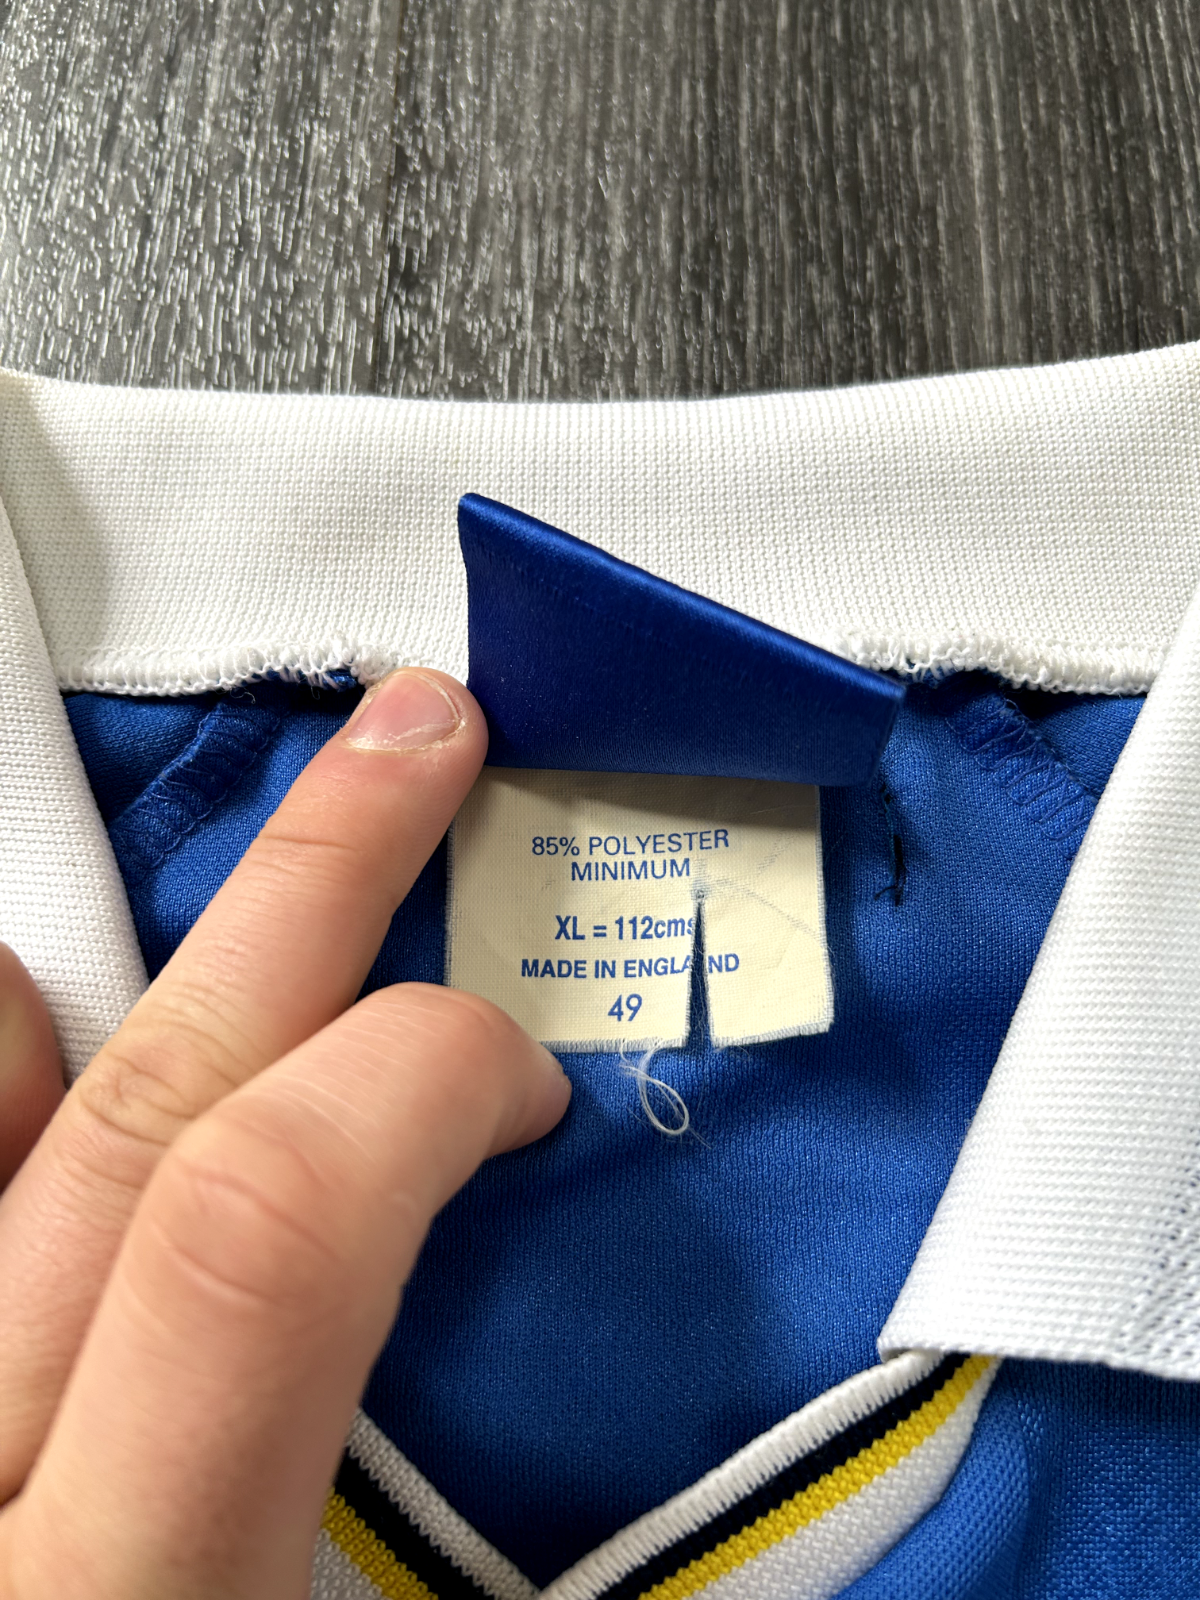 85% POLYESTER
MINIMUM
XL = 112cms
MADE IN ENGLAND
49